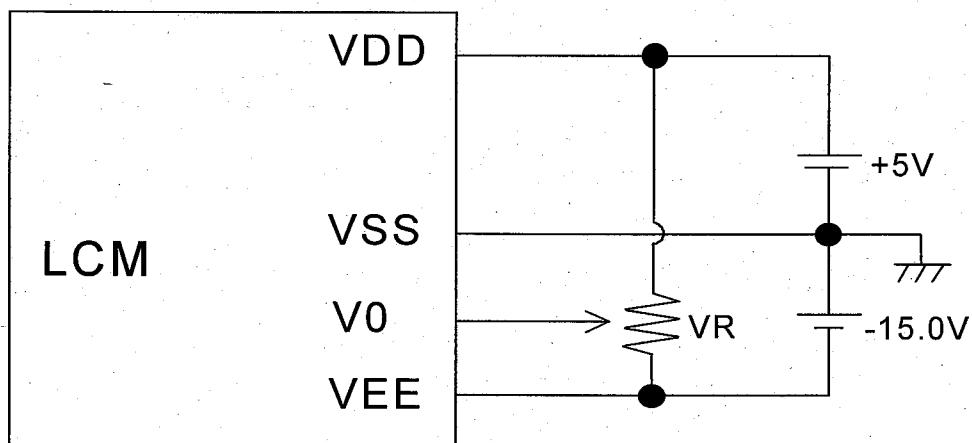 VDD
+5V
VSS
LCM
V0
VR
-15.0V
VEE